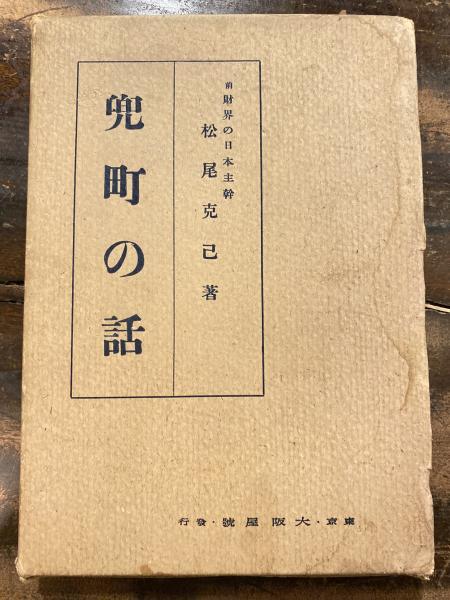 前財界の日本主幹
松尾克己著
兜町の話
東京・大阪屋號・發行